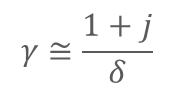 γ ≅ (1 + j) / δ